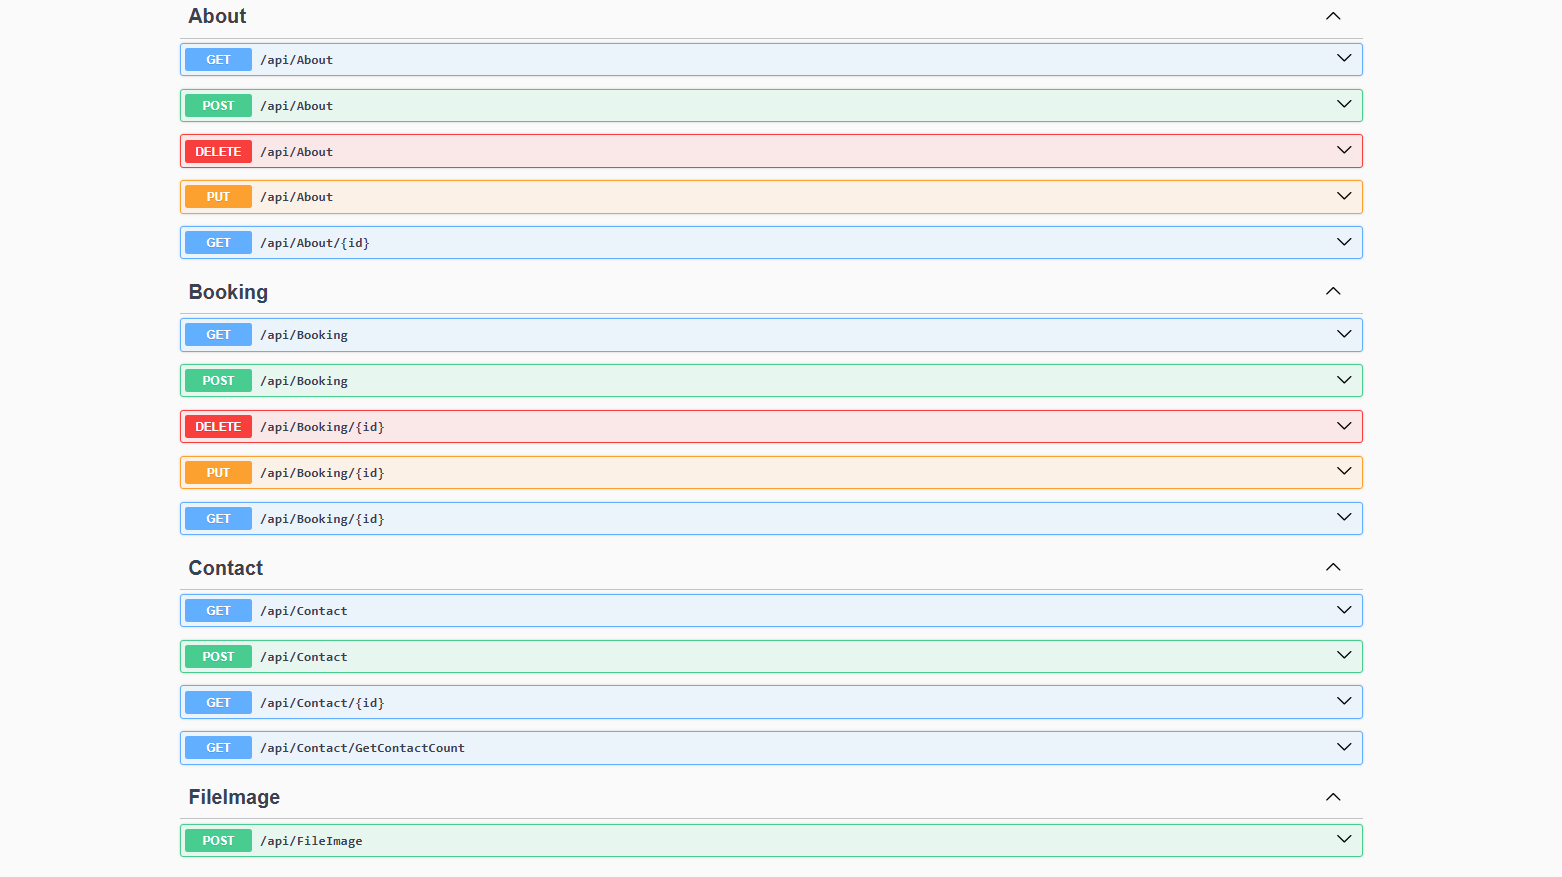 About
GET /api/About
POST /api/About
DELETE /api/About
PUT /api/About
GET /api/About/{id}
Booking
GET /api/Booking
POST /api/Booking
DELETE /api/Booking/{id}
PUT /api/Booking/{id}
GET /api/Booking/{id}
Contact
GET /api/Contact
POST /api/Contact
GET /api/Contact/{id}
GET /api/Contact/GetContactCount
FileImage
POST /api/FileImage